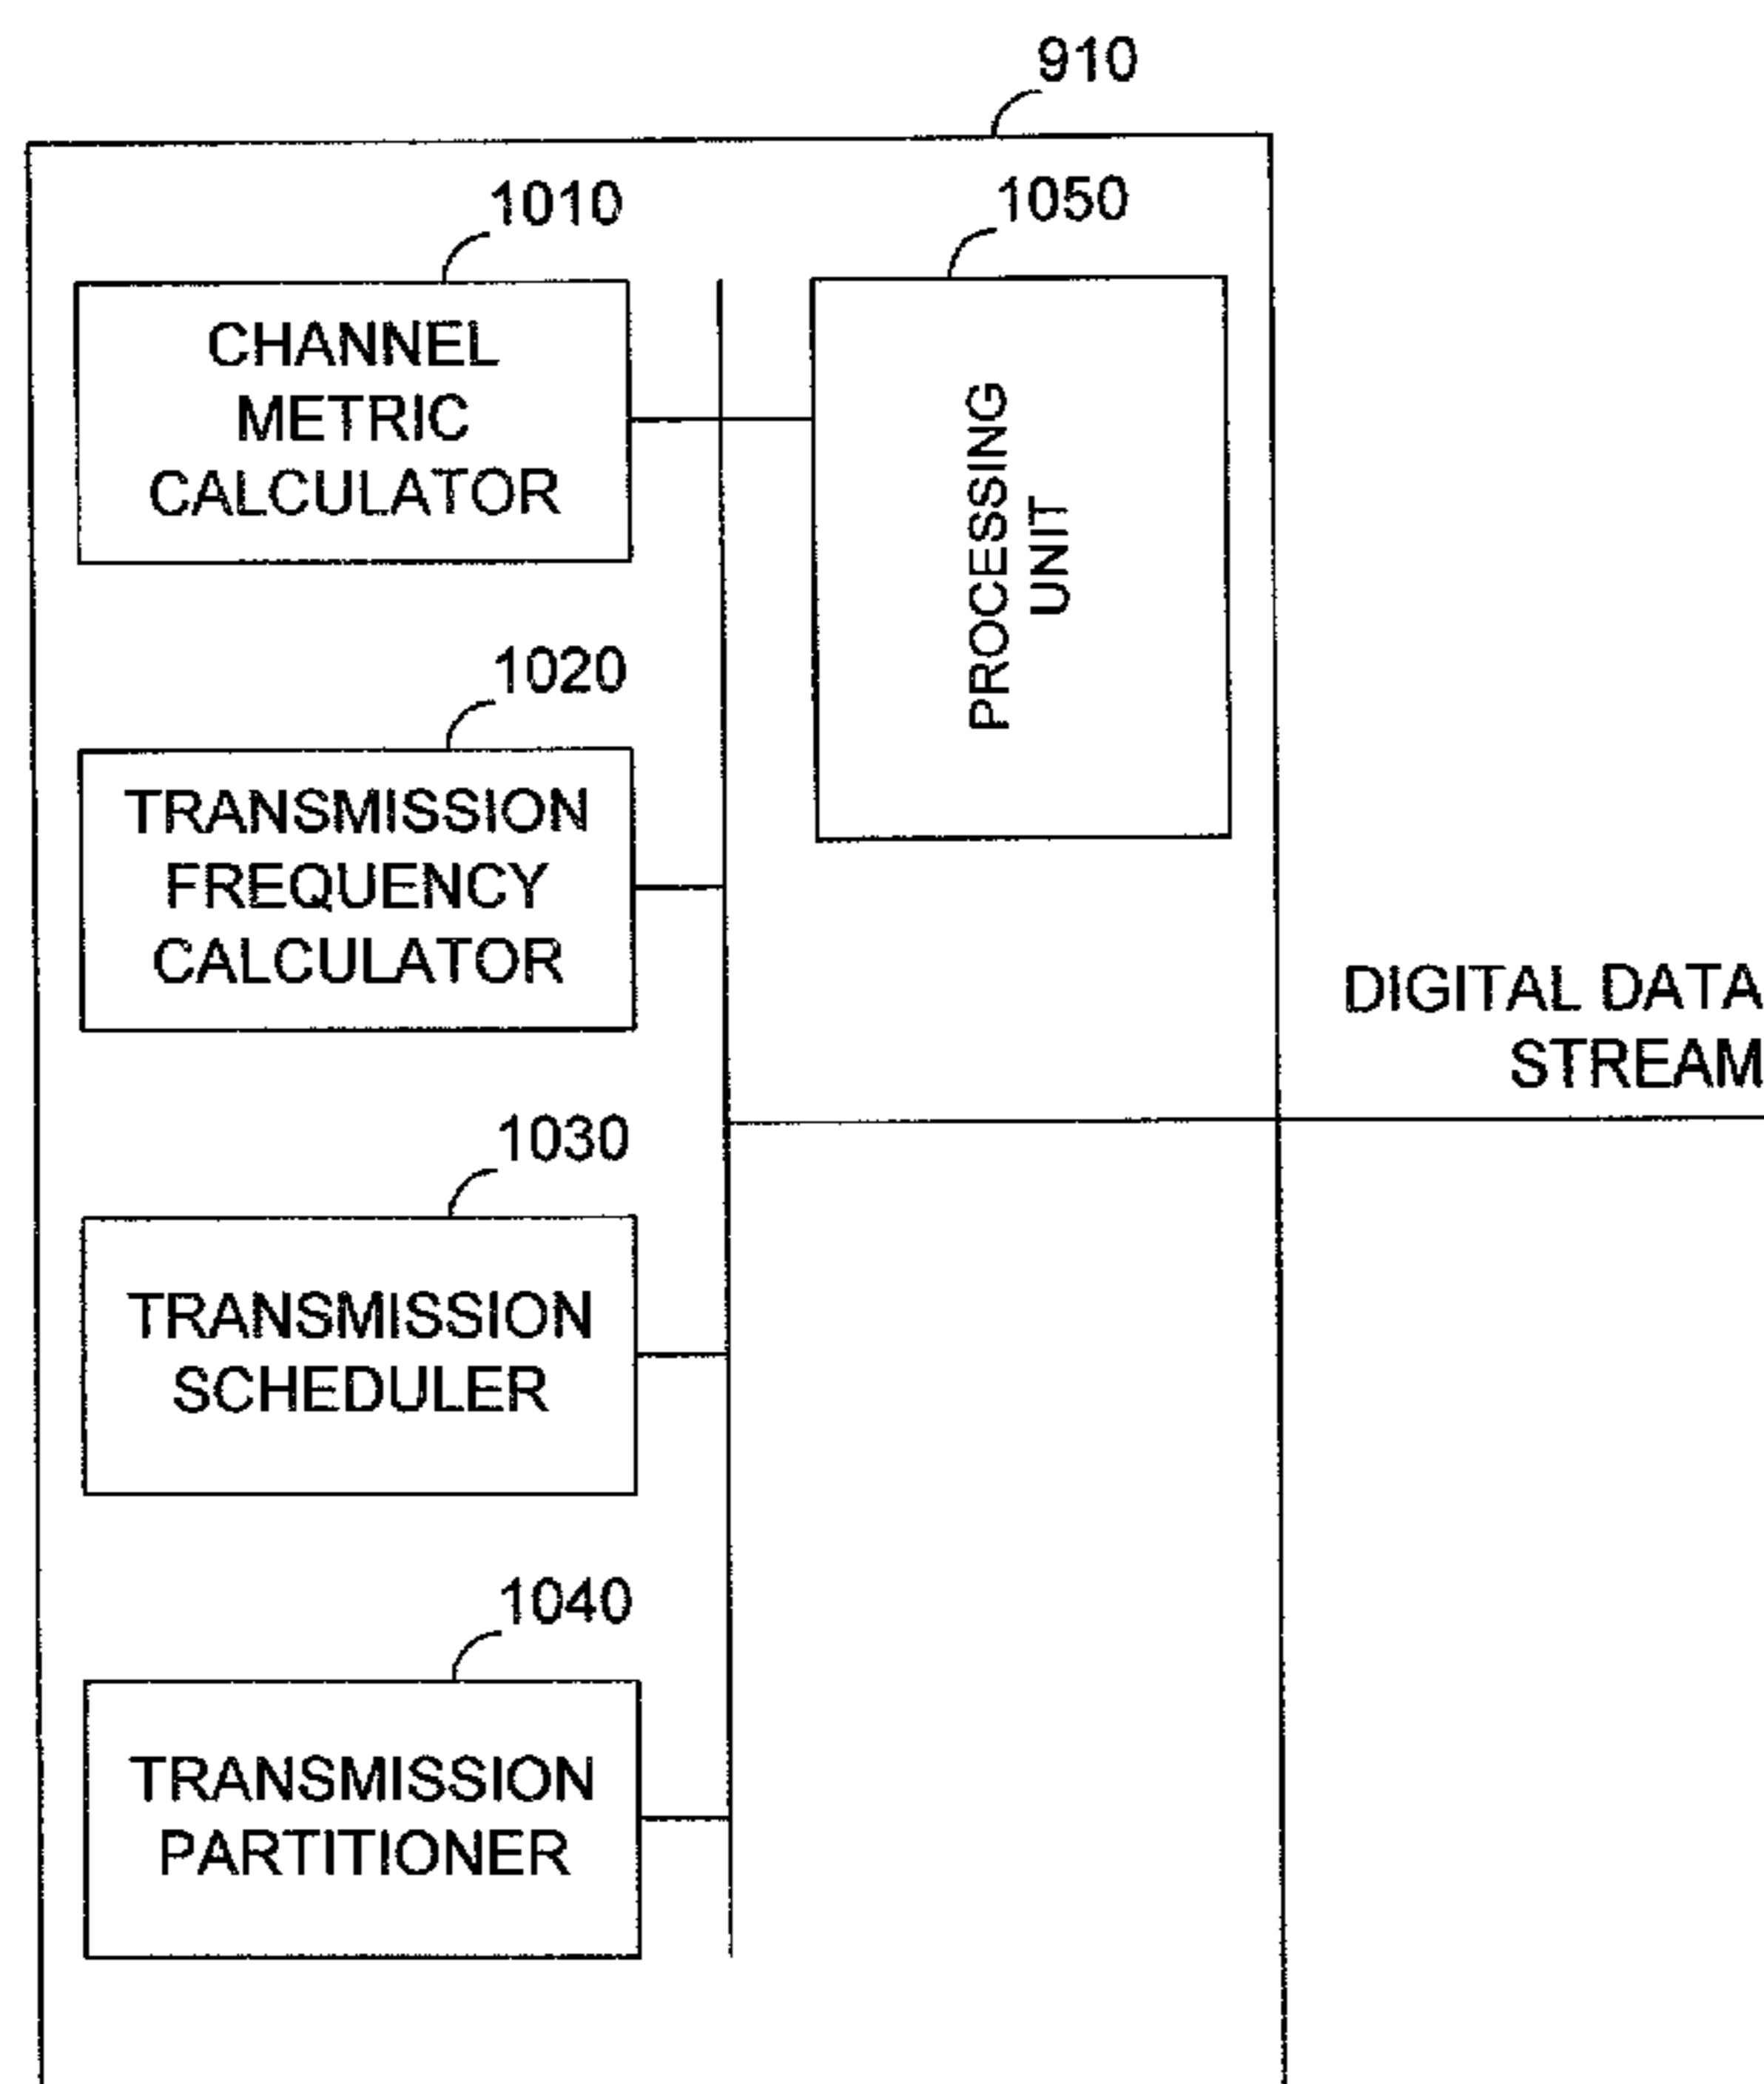 910
1010
CHANNEL
METRIC
CALCULATOR
1050
PROCESSING
UNIT
1020
TRANSMISSION
FREQUENCY
CALCULATOR
DIGITAL DATA
STREAM
1030
TRANSMISSION
SCHEDULER
1040
TRANSMISSION
PARTITIONER